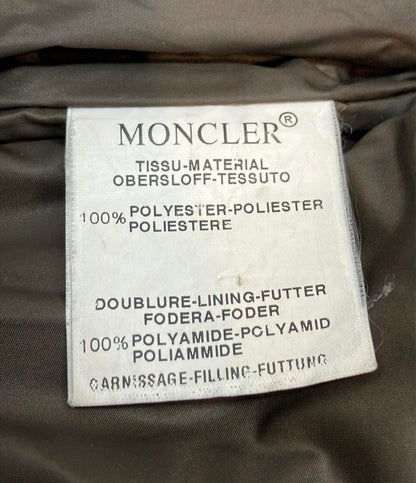 MONCLER®
TISSU-MATERIAL
OBERSLOFF-TESSUTO
100% POLYESTER-POLIESTER
POLIESTERE
DOUBLURE-LINING-FUTTER
FODERA-FODER
100% POLYAMIDE-POLYAMID
POLIAMMIDE
GARNISSAGE-FILLING-FUTTUNG